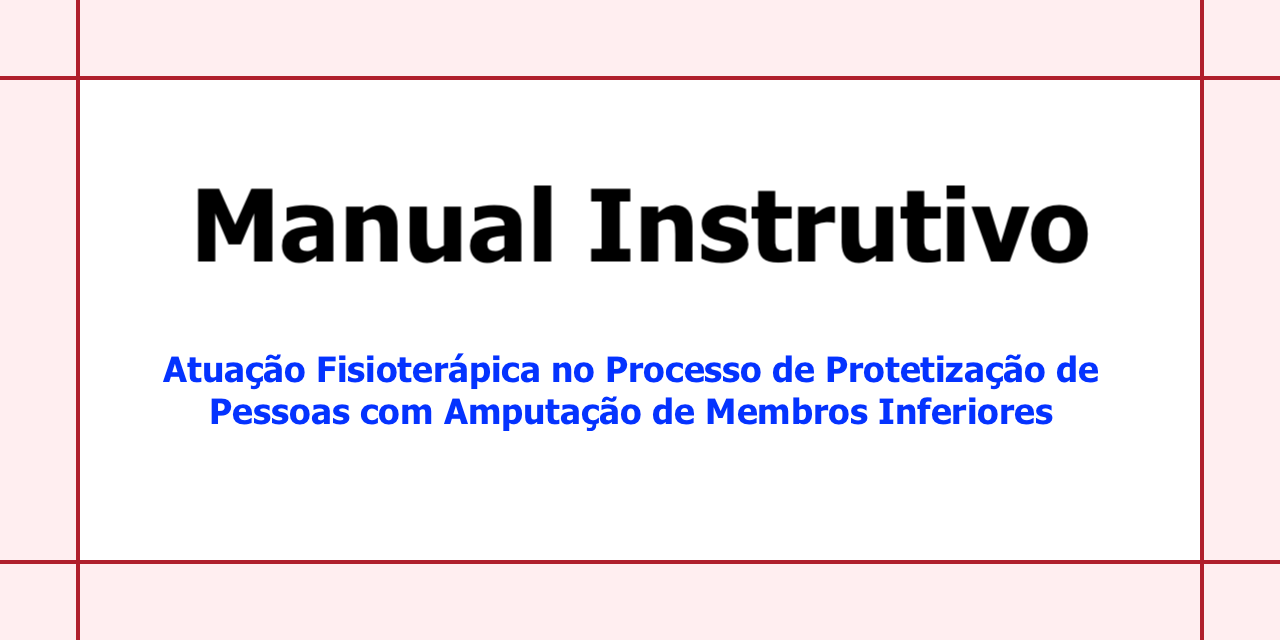 Manual Instrutivo
Atuação Fisioterápica no Processo de Protetização de
Pessoas com Amputação de Membros Inferiores